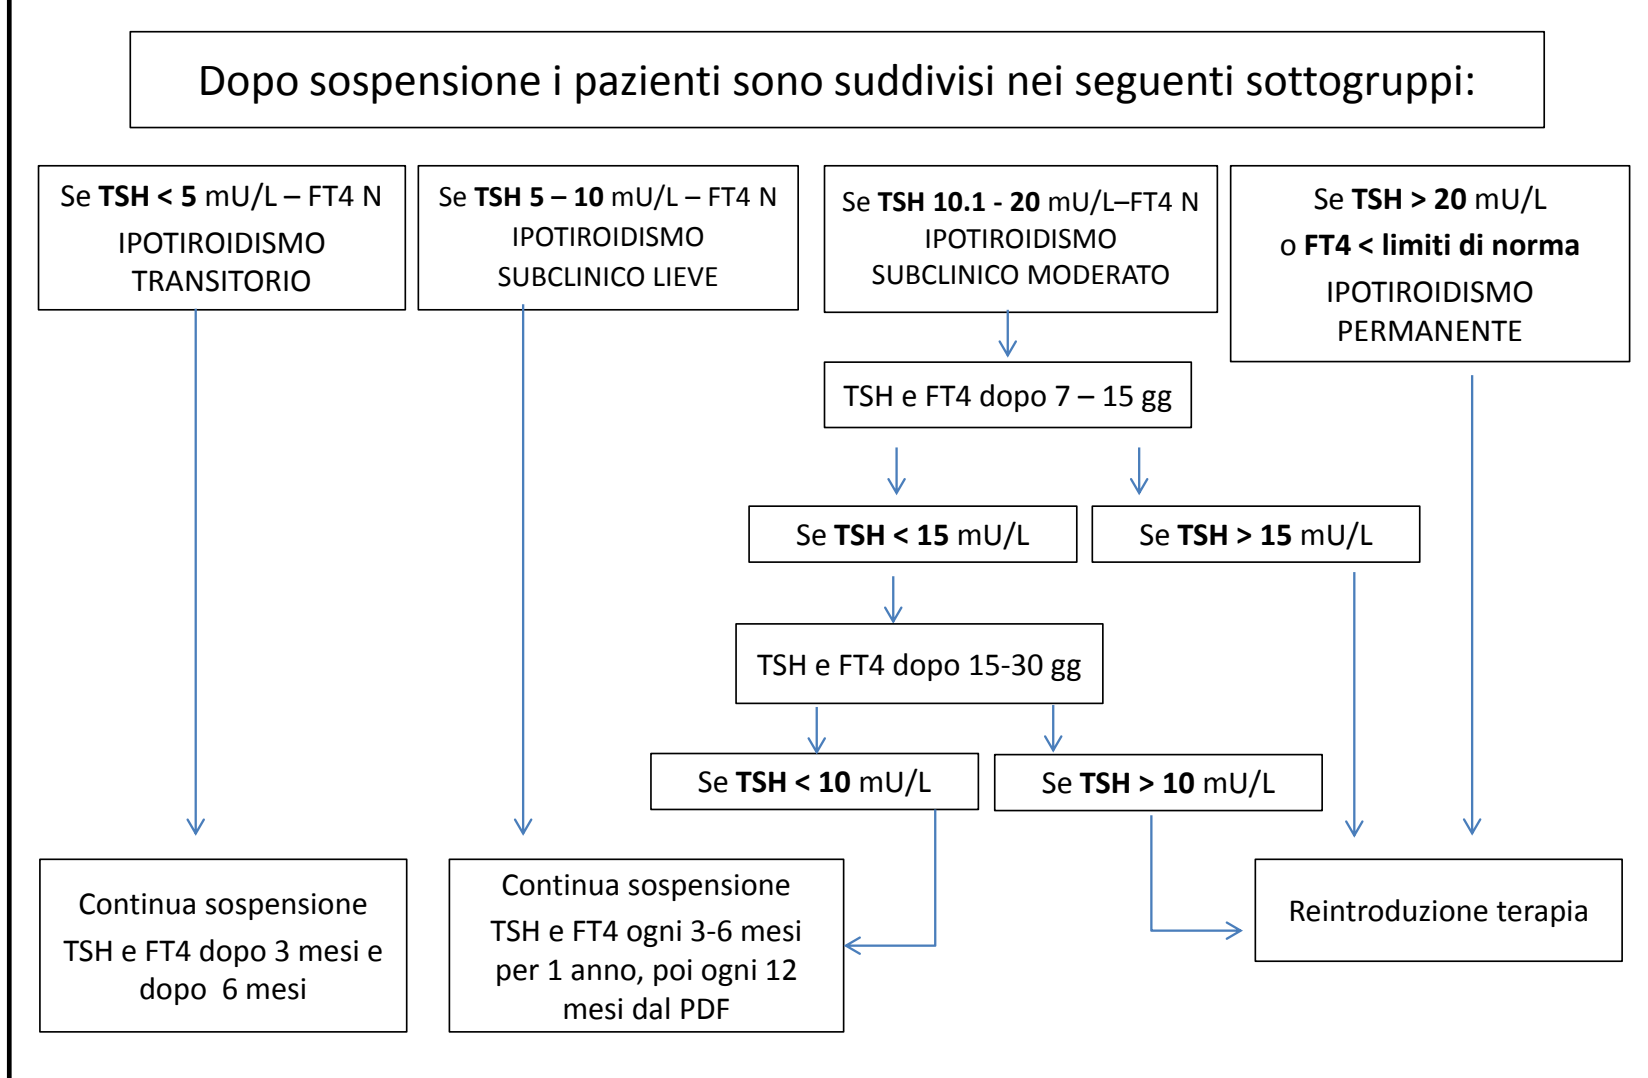 Dopo sospensione i pazienti sono suddivisi nei seguenti sottogruppi:
Se TSH < 5 mU/L – FT4 N
IPOTIROIDISMO
TRANSITORIO
Se TSH 5 – 10 mU/L – FT4 N
IPOTIROIDISMO
SUBCLINICO LIEVE
Se TSH 10.1 - 20 mU/L–FT4 N
IPOTIROIDISMO
SUBCLINICO MODERATO
Se TSH > 20 mU/L
o FT4 < limiti di norma
IPOTIROIDISMO
PERMANENTE
TSH e FT4 dopo 7 – 15 gg
Se TSH < 15 mU/L
Se TSH > 15 mU/L
TSH e FT4 dopo 15-30 gg
Se TSH < 10 mU/L
Se TSH > 10 mU/L
Continua sospensione
TSH e FT4 dopo 3 mesi e
dopo 6 mesi
Continua sospensione
TSH e FT4 ogni 3-6 mesi
per 1 anno, poi ogni 12
mesi dal PDF
Reintroduzione terapia